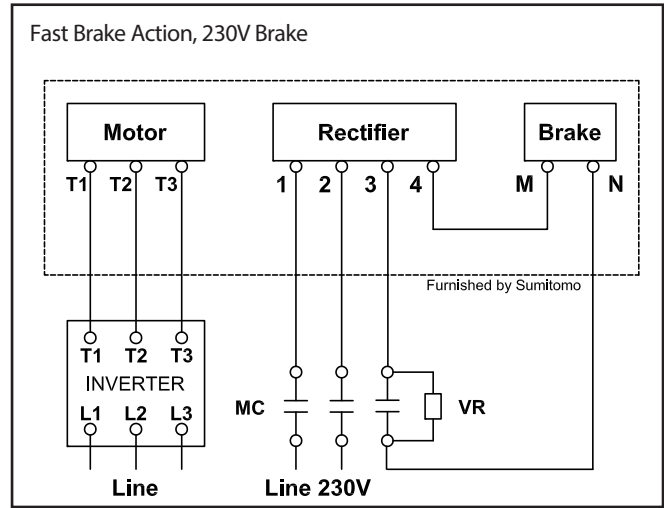 Fast Brake Action, 230V Brake
Motor Rectifier Brake
T1 T2 T3 1 2 3 4 M N
Furnished by Sumitomo
T1 T2 T3
INVERTER
MC VR
L1 L2 L3
Line Line 230V